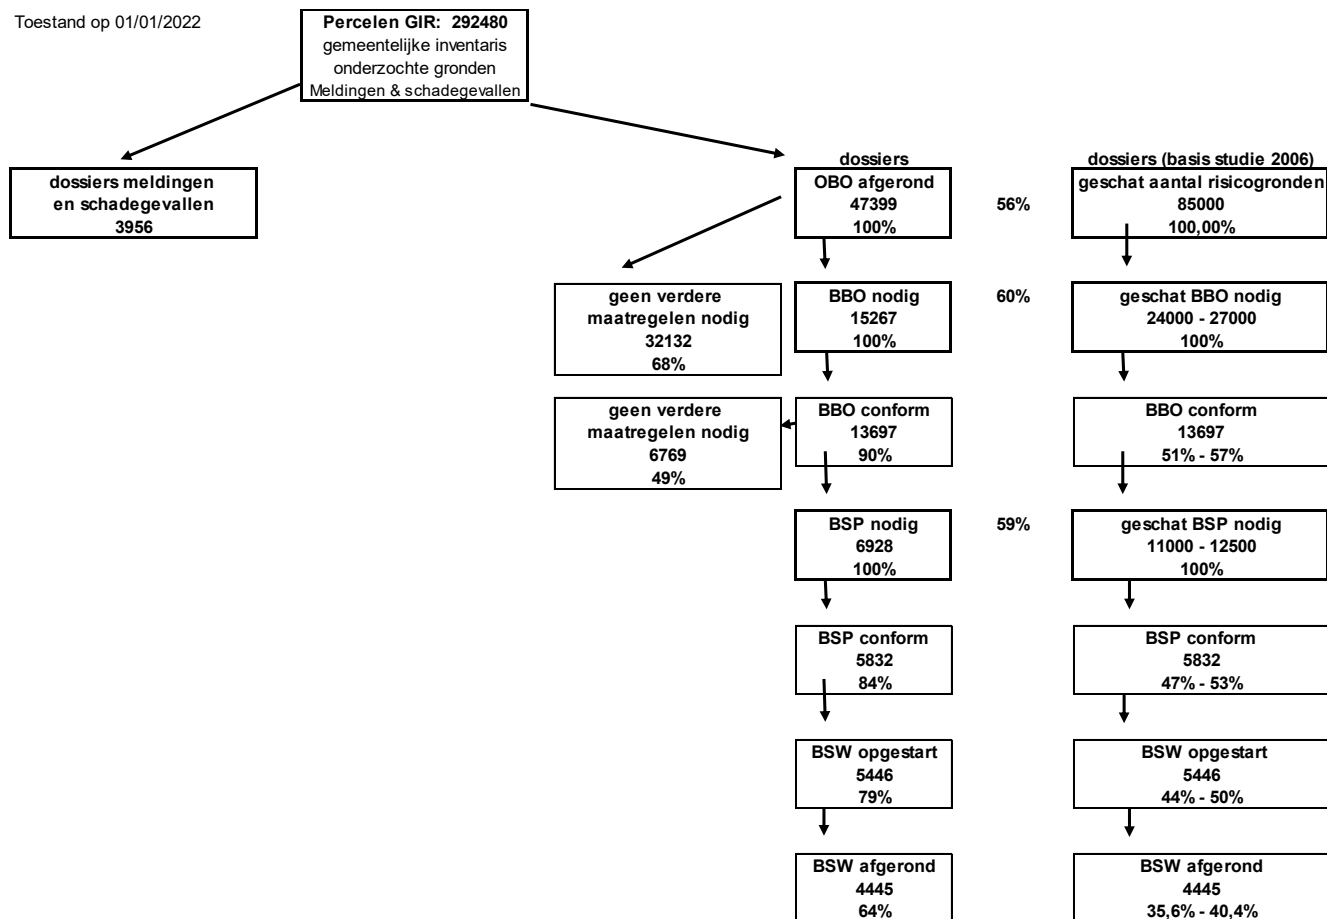 Toestand op 01/01/2022
Percelen GIR: 292480
gemeentelijke inventaris
onderzochte gronden
Meldingen & schadegevallen
dossiers meldingen
en schadegevallen
3956
dossiers
OBO afgerond
47399
100%
56%
dossiers (basis studie 2006)
geschat aantal risicogronden
85000
100,00%
geen verdere
maatregelen nodig
32132
68%
BBO nodig
15267
100%
60%
geschat BBO nodig
24000 - 27000
100%
geen verdere
maatregelen nodig
6769
49%
BBO conform
13697
90%
BBO conform
13697
51% - 57%
BSP nodig
6928
100%
59%
geschat BSP nodig
11000 - 12500
100%
BSP conform
5832
84%
BSP conform
5832
47% - 53%
BSW opgestart
5446
79%
BSW opgestart
5446
44% - 50%
BSW afgerond
4445
64%
BSW afgerond
4445
35,6% - 40,4%